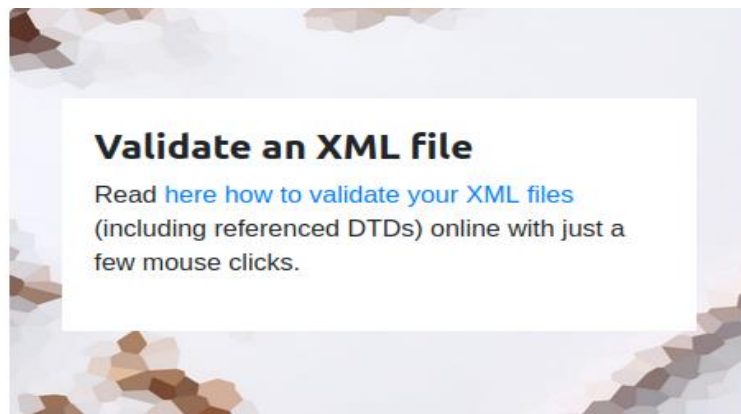 Validate an XML file
Read here how to validate your XML files
(including referenced DTDs) online with just a
few mouse clicks.